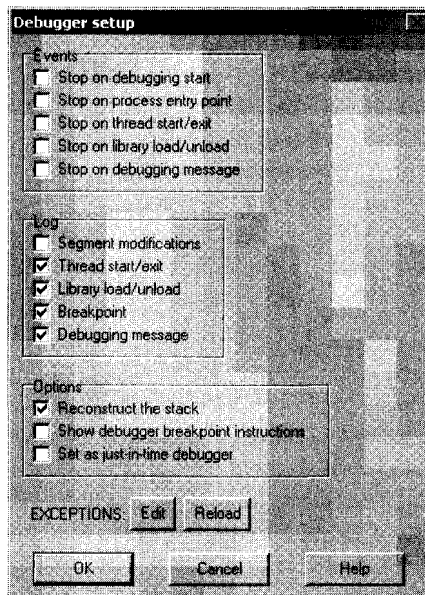 Debugger setup
Events
Stop on debugging start
Stop on process entry point
Stop on thread start/exit
Stop on library load/unload
Stop on debugging message
Log
Segment modifications
Thread start/exit
Library load/unload
Breakpoint
Debugging message
Options
Reconstruct the stack
Show debugger breakpoint instructions
Set as just-in-time debugger
EXCEPTIONS: Edit Reload
OK Cancel Help